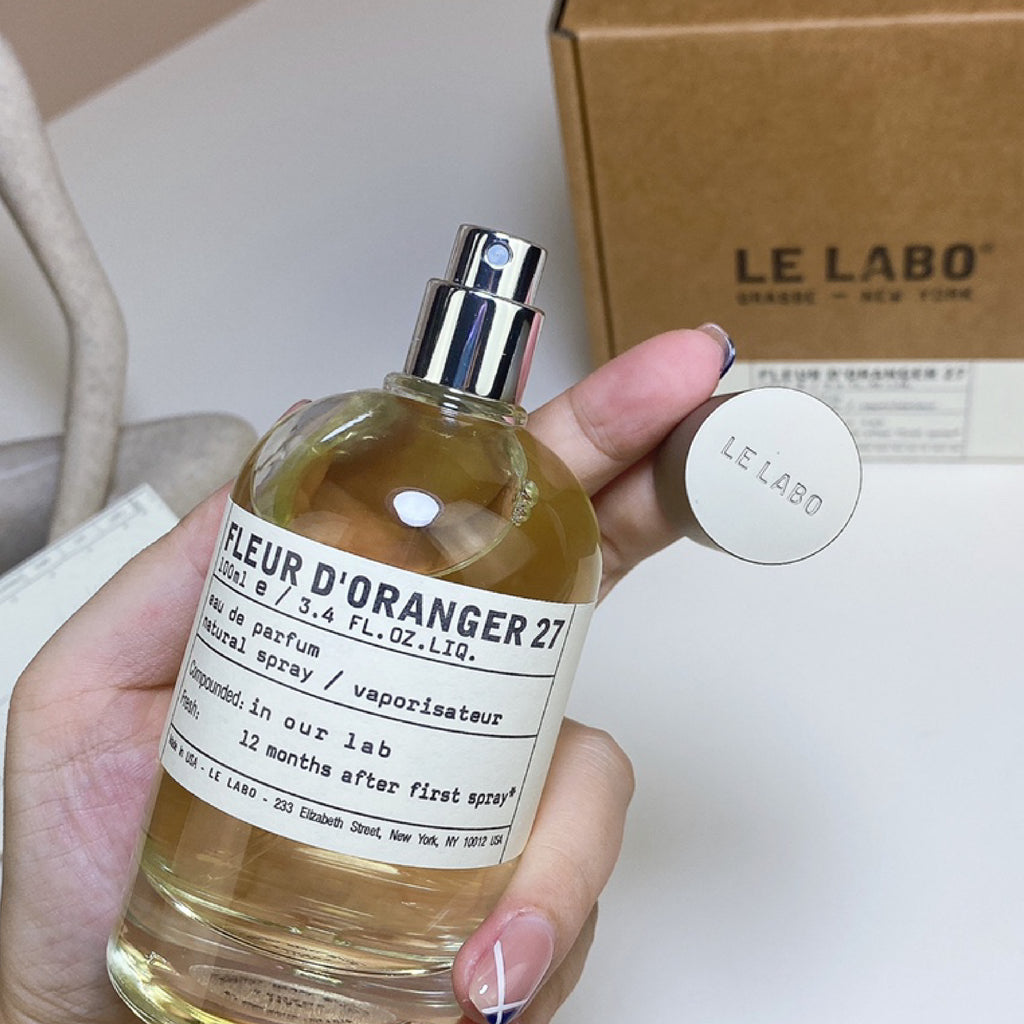 LE LABO
GRASSE — NEW YORK
FLEUR D'ORANGER 27
LE LABO
FLEUR D'ORANGER 27
100ml e / 3.4 FL.OZ.LIQ.
eau de parfum
natural spray / vaporisateur
Compounded: in our lab
Fresh: 12 months after first spray*
Made in USA - LE LABO - 233 Elizabeth Street, New York, NY 10012 USA